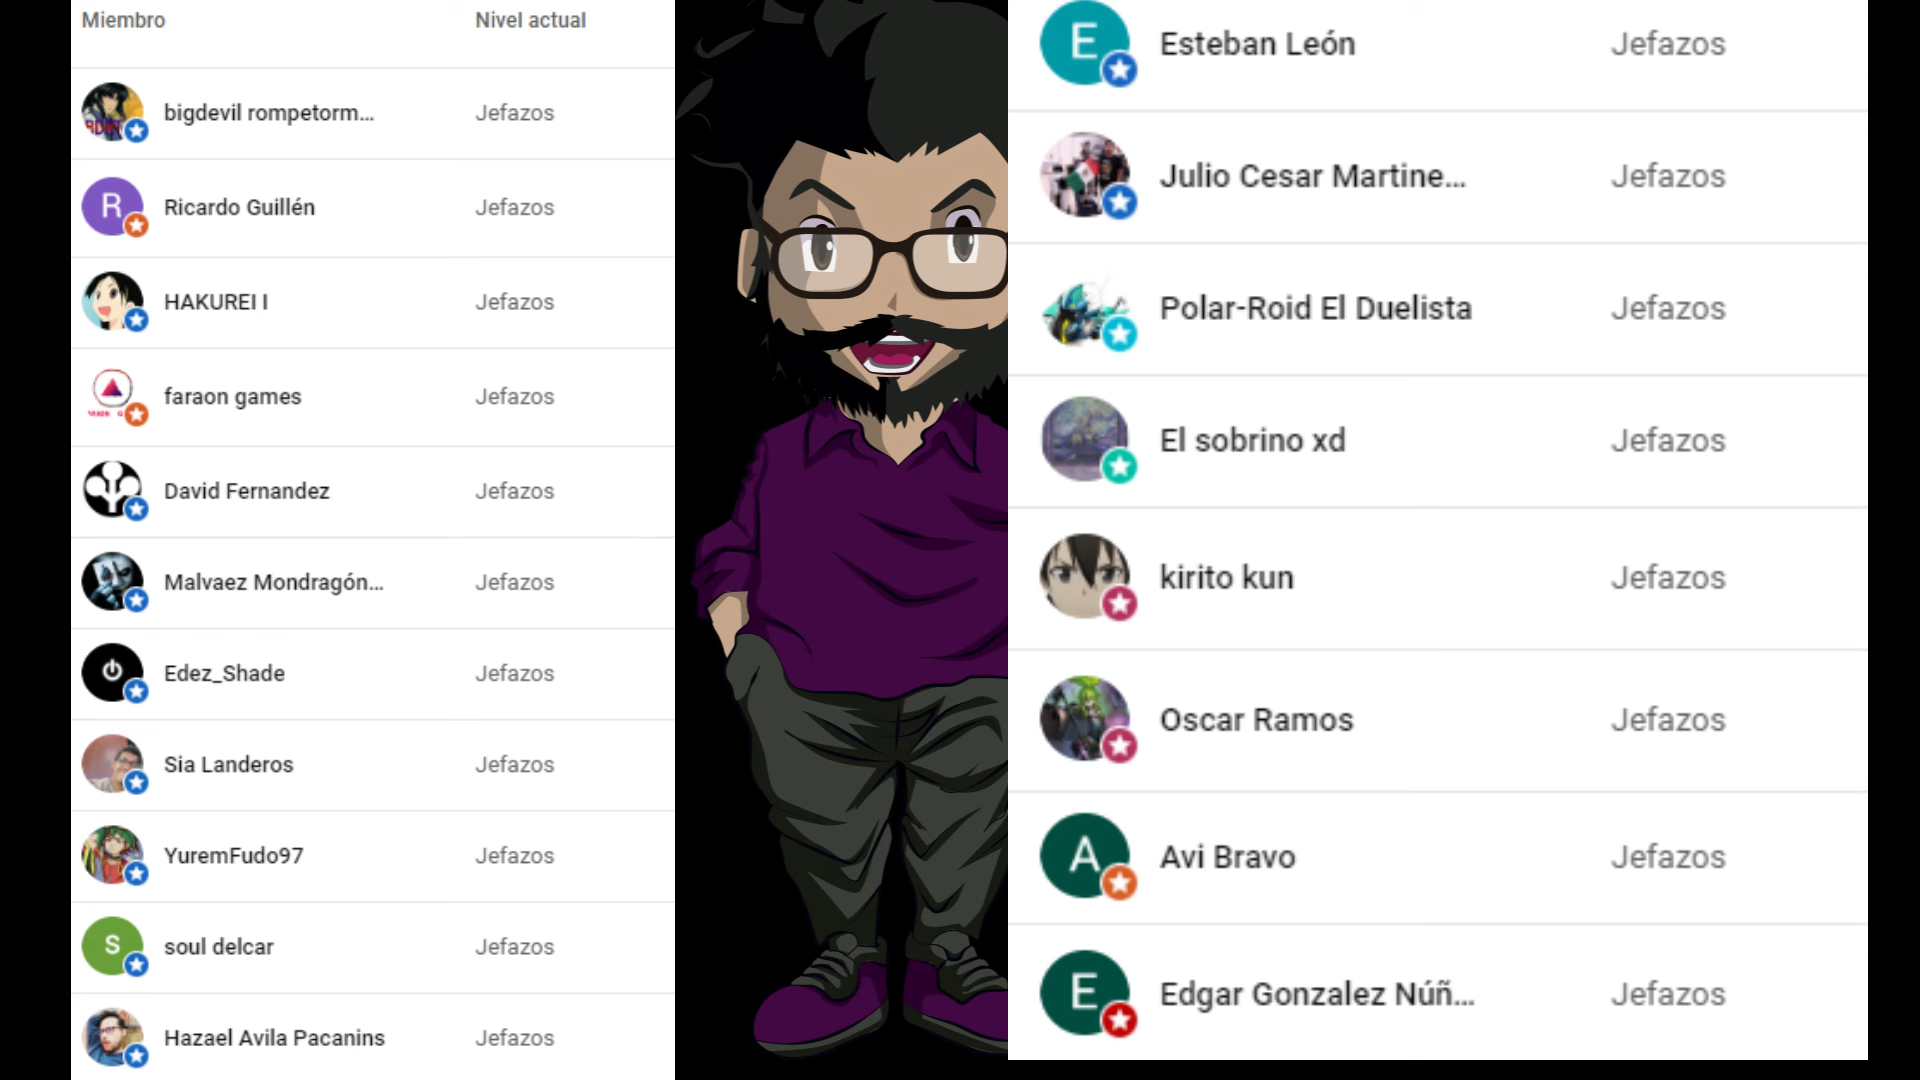 Miembro Nivel actual
bigdevil rompetorm... Jefazos
R Ricardo Guillén Jefazos
HAKUREI I Jefazos
faraon games Jefazos
David Fernandez Jefazos
Malvaez Mondragón... Jefazos
Edez_Shade Jefazos
Sia Landeros Jefazos
YuremFudo97 Jefazos
S soul delcar Jefazos
Hazael Avila Pacanins Jefazos
E Esteban León Jefazos
Julio Cesar Martine... Jefazos
Polar-Roid El Duelista Jefazos
El sobrino xd Jefazos
kirito kun Jefazos
Oscar Ramos Jefazos
A Avi Bravo Jefazos
E Edgar Gonzalez Núñ... Jefazos